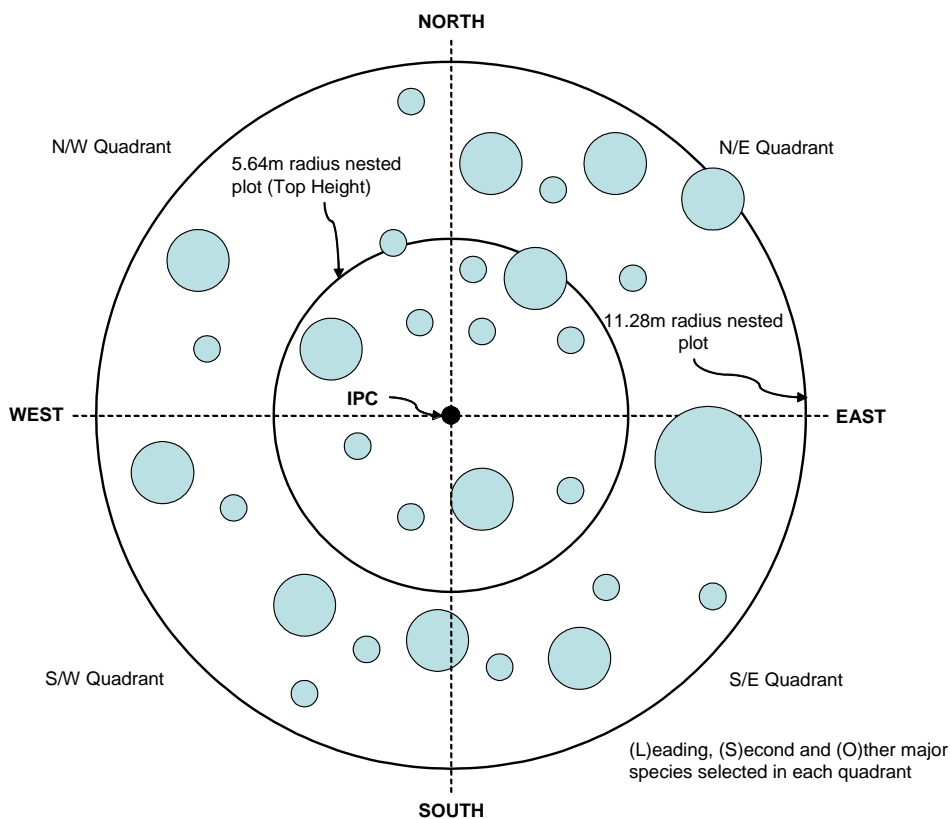 NORTH
N/W Quadrant
N/E Quadrant
5.64m radius nested
plot (Top Height)
11.28m radius nested
plot
IPC
WEST
EAST
S/W Quadrant
S/E Quadrant
(L)eading, (S)econd and (O)ther major
species selected in each quadrant
SOUTH